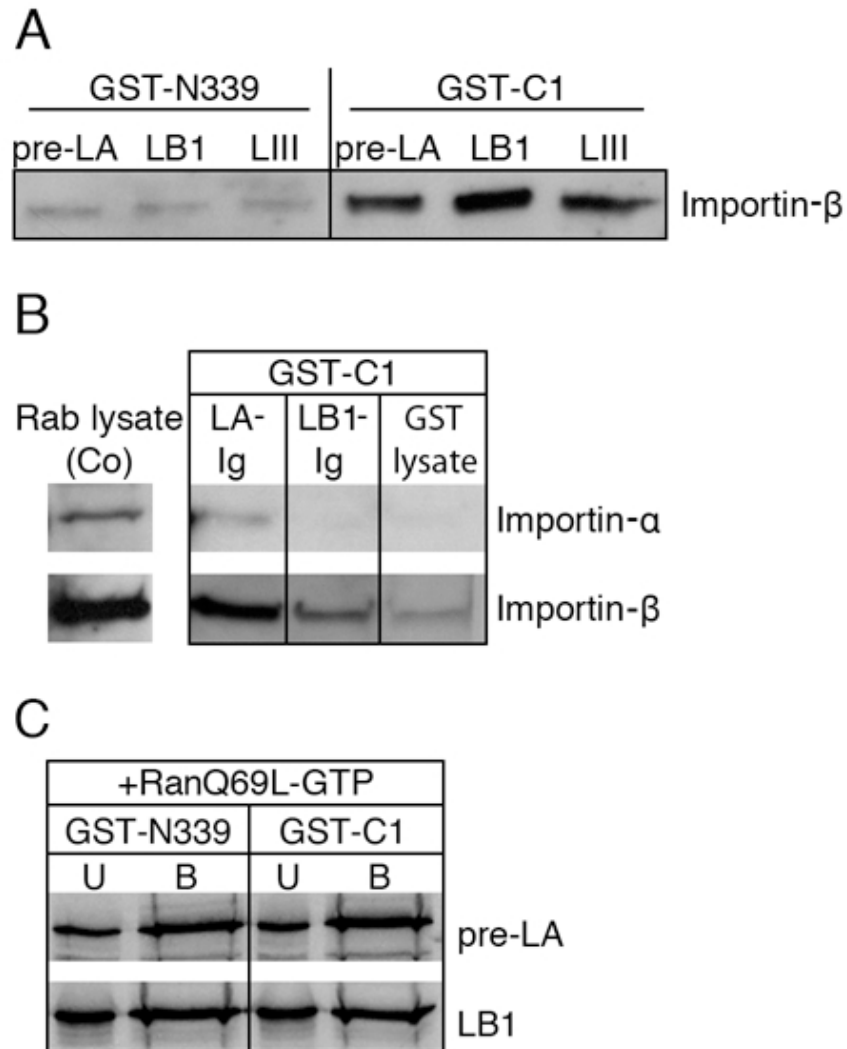 A
GST-N339 GST-C1
pre-LA LB1 LIII pre-LA LB1 LIII
Importin-β
B
GST-C1
Rab lysate (Co) LA-Ig LB1-Ig GST lysate
Importin-α
Importin-β
C
+RanQ69L-GTP
GST-N339 GST-C1
U B U B
pre-LA
LB1